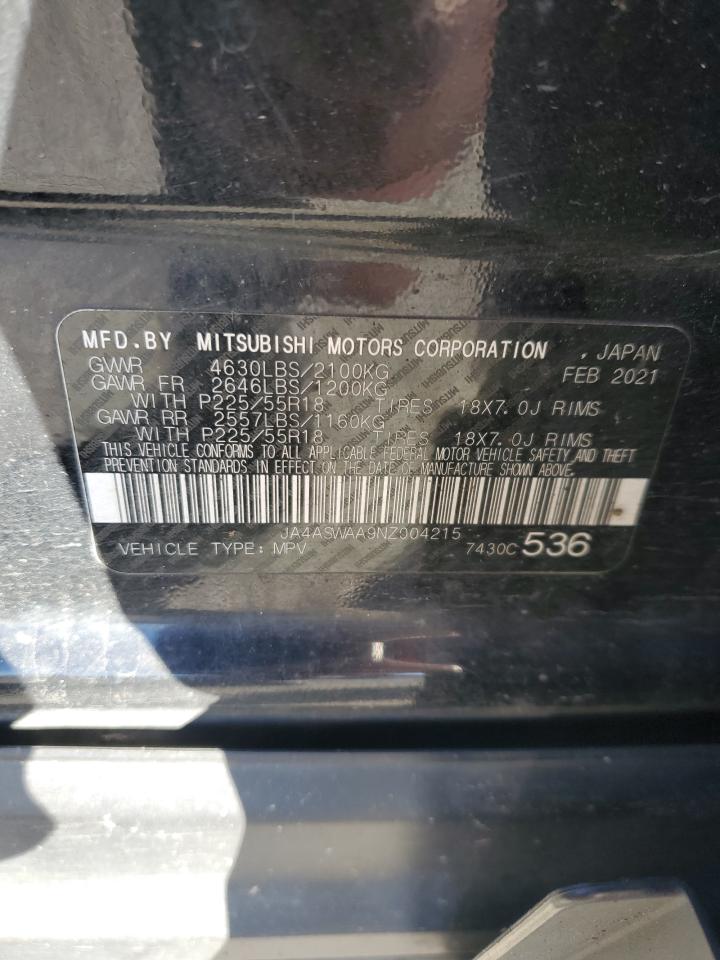 MFD.BY MITSUBISHI MOTORS CORPORATION , JAPAN
GVWR 4630LBS/2100KG FEB 2021
GAWR FR 2646LBS/1200KG
WITH P225/55R18 TIRES 18X7.0J RIMS
GAWR RR 2557LBS/1160KG
WITH P225/55R18 TIRES 18X7.0J RIMS
THIS VEHICLE CONFORMS TO ALL APPLICABLE FEDERAL MOTOR VEHICLE SAFETY AND THEFT
PREVENTION STANDARDS IN EFFECT ON THE DATE OF MANUFACTURE SHOWN ABOVE.
JA4ASWAA9NZ004215
VEHICLE TYPE: MPV 7430C 536